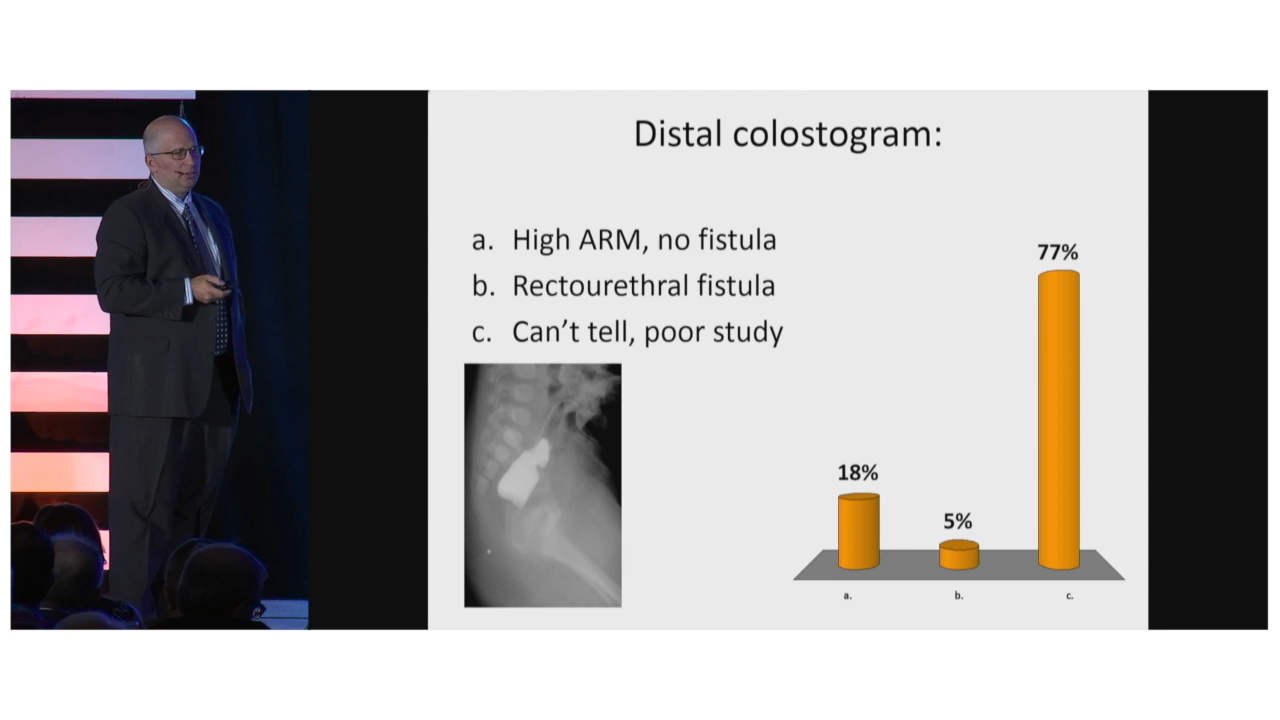 Distal colostogram:
a. High ARM, no fistula
b. Rectourethral fistula
c. Can’t tell, poor study
77%
18%
5%
a.
b.
c.